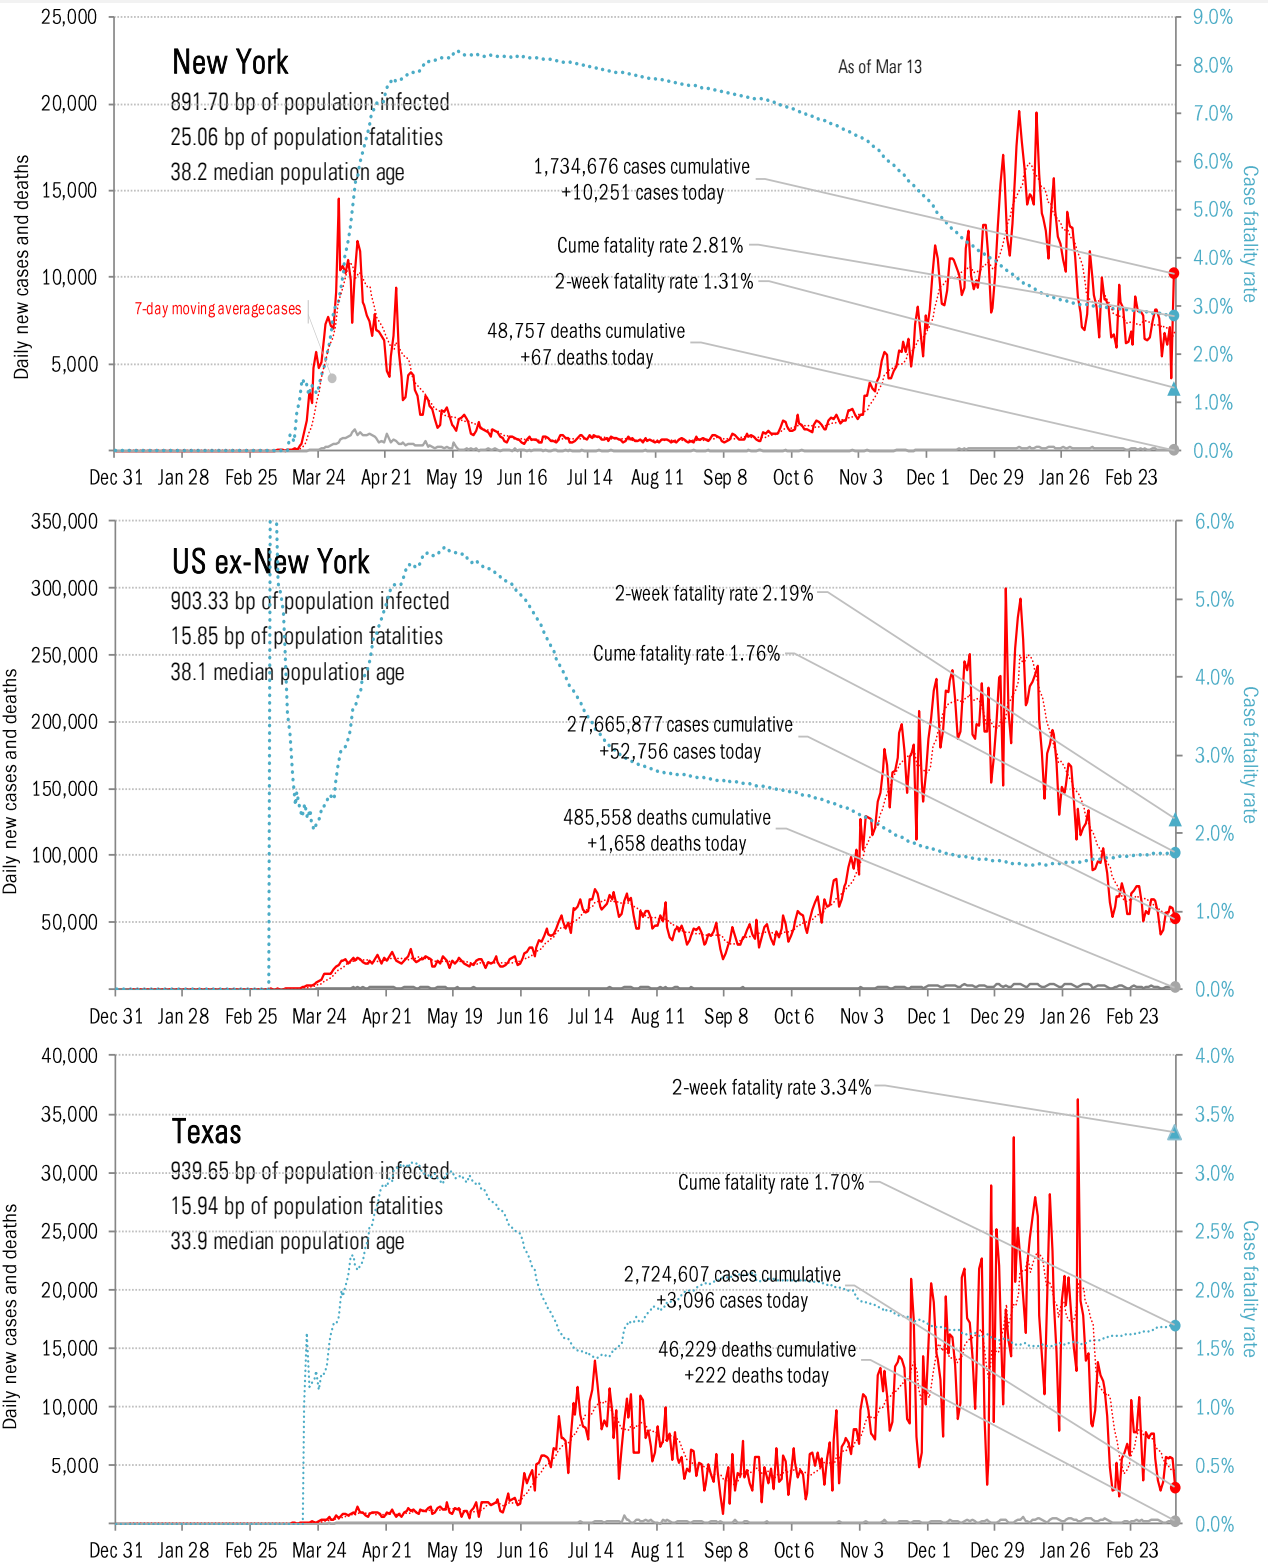 25,000
20,000
15,000
10,000
5,000
Daily new cases and deaths
New York
891.70 bp of population infected
25.06 bp of population fatalities
38.2 median population age
As of Mar 13
1,734,676 cases cumulative
+10,251 cases today
Cume fatality rate 2.81%
2-week fatality rate 1.31%
7-day moving average cases
48,757 deaths cumulative
+67 deaths today
9.0%
8.0%
7.0%
6.0%
5.0%
4.0%
3.0%
2.0%
1.0%
0.0%
Case fatality rate
Dec 31 Jan 28 Feb 25 Mar 24 Apr 21 May 19 Jun 16 Jul 14 Aug 11 Sep 8 Oct 6 Nov 3 Dec 1 Dec 29 Jan 26 Feb 23
350,000
300,000
250,000
200,000
150,000
100,000
50,000
Daily new cases and deaths
US ex-New York
903.33 bp of population infected
15.85 bp of population fatalities
38.1 median population age
2-week fatality rate 2.19%
Cume fatality rate 1.76%
27,665,877 cases cumulative
+52,756 cases today
485,558 deaths cumulative
+1,658 deaths today
6.0%
5.0%
4.0%
3.0%
2.0%
1.0%
0.0%
Case fatality rate
Dec 31 Jan 28 Feb 25 Mar 24 Apr 21 May 19 Jun 16 Jul 14 Aug 11 Sep 8 Oct 6 Nov 3 Dec 1 Dec 29 Jan 26 Feb 23
40,000
35,000
30,000
25,000
20,000
15,000
10,000
5,000
Daily new cases and deaths
Texas
939.65 bp of population infected
15.94 bp of population fatalities
33.9 median population age
2-week fatality rate 3.34%
Cume fatality rate 1.70%
2,724,607 cases cumulative
+3,096 cases today
46,229 deaths cumulative
+222 deaths today
4.0%
3.5%
3.0%
2.5%
2.0%
1.5%
1.0%
0.5%
0.0%
Case fatality rate
Dec 31 Jan 28 Feb 25 Mar 24 Apr 21 May 19 Jun 16 Jul 14 Aug 11 Sep 8 Oct 6 Nov 3 Dec 1 Dec 29 Jan 26 Feb 23